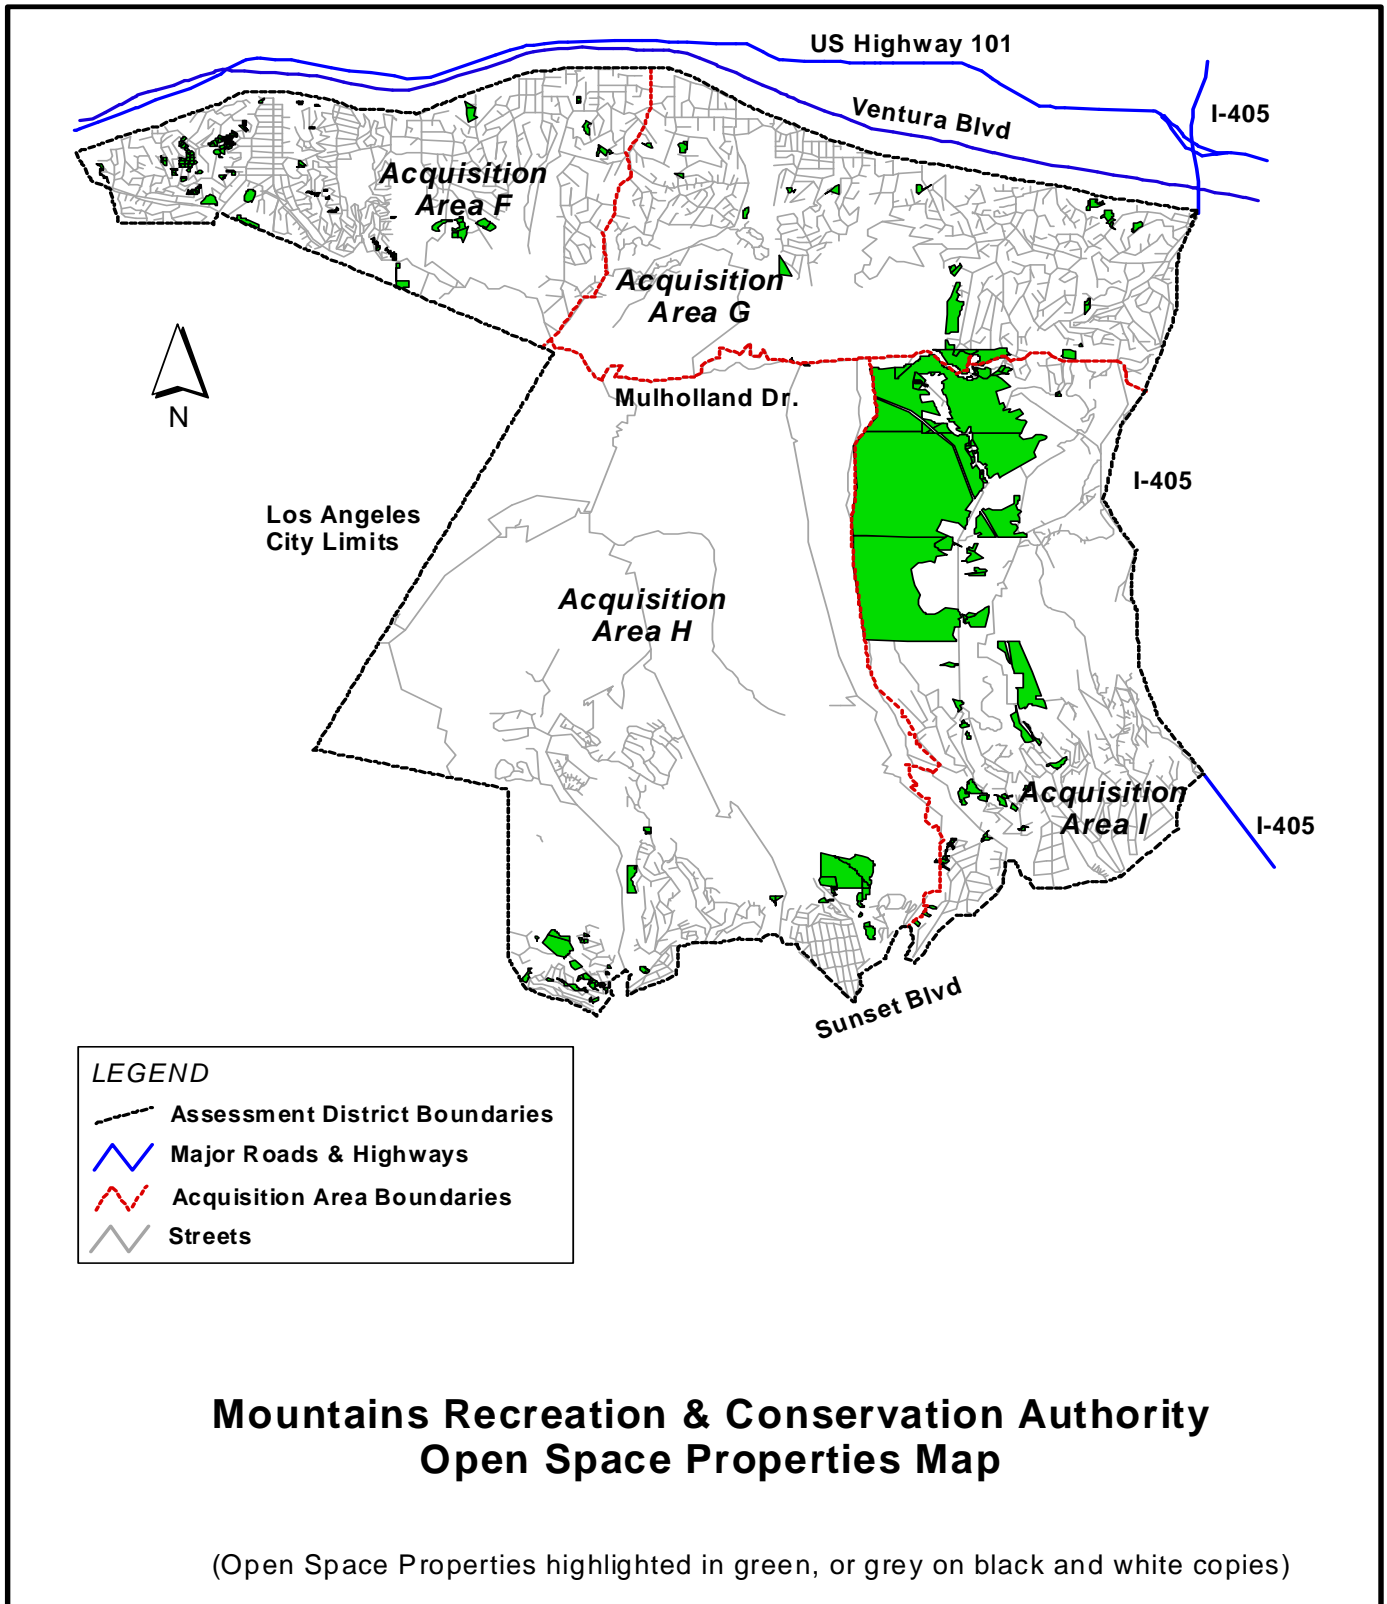 US Highway 101
Ventura Blvd
I-405
Acquisition
Area F
Acquisition
Area G
N
Mulholland Dr.
I-405
Los Angeles
City Limits
Acquisition
Area H
Acquisition
Area I
I-405
Sunset Blvd
LEGEND
Assessment District Boundaries
Major Roads & Highways
Acquisition Area Boundaries
Streets
Mountains Recreation & Conservation Authority
Open Space Properties Map
(Open Space Properties highlighted in green, or grey on black and white copies)